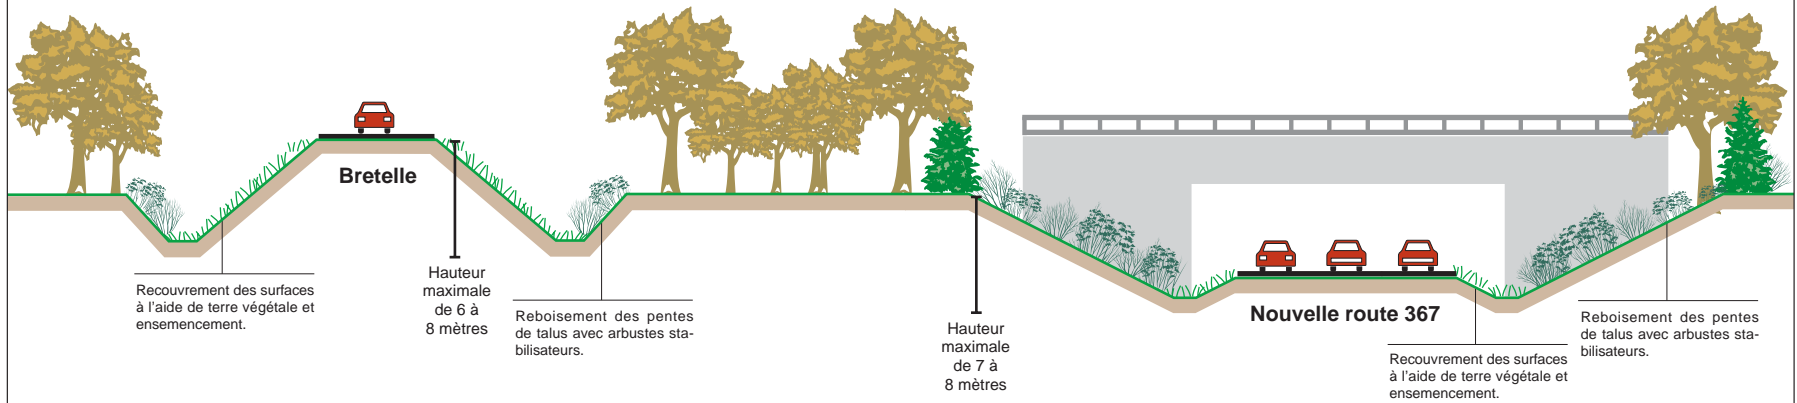 Bretelle
Recouvrement des surfaces
à l'aide de terre végétale et
ensemencement.
Hauteur
maximale
de 6 à
8 mètres
Reboisement des pentes
de talus avec arbustes sta-
bilisateurs.
Hauteur
maximale
de 7 à
8 mètres
Nouvelle route 367
Recouvrement des surfaces
à l'aide de terre végétale et
ensemencement.
Reboisement des pentes
de talus avec arbustes sta-
bilisateurs.